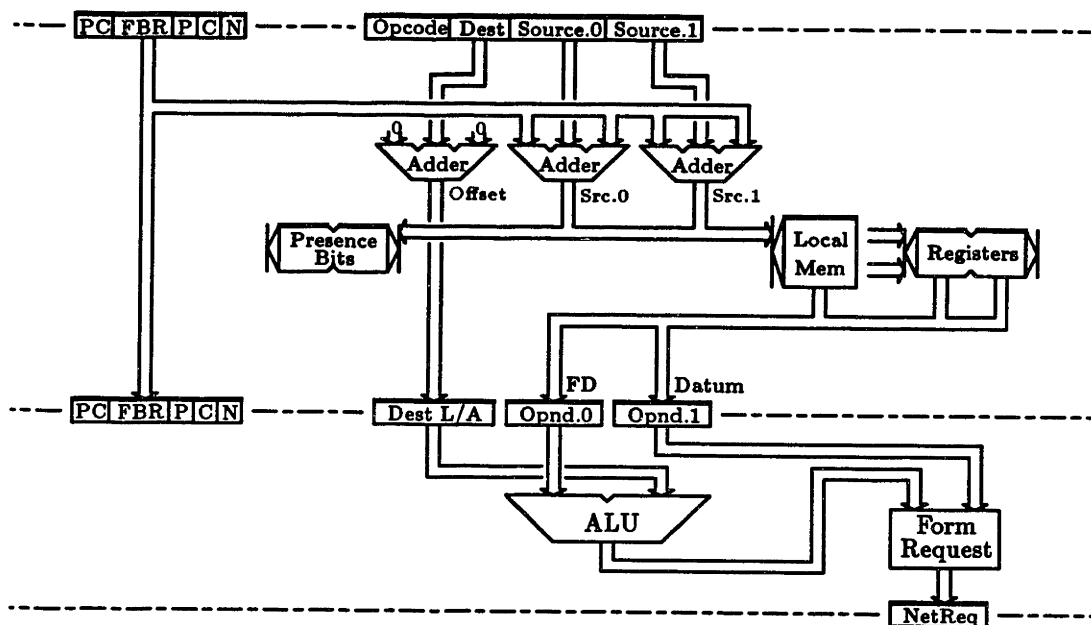 PC FBR P C N
Opcode Dest Source.0 Source.1
0 0
Adder Adder Adder
Offset Src.0 Src.1
Presence
Bits
Local
Mem
Registers
FD Datum
PC FBR P C N
Dest L/A Opnd.0 Opnd.1
ALU
Form
Request
NetReq